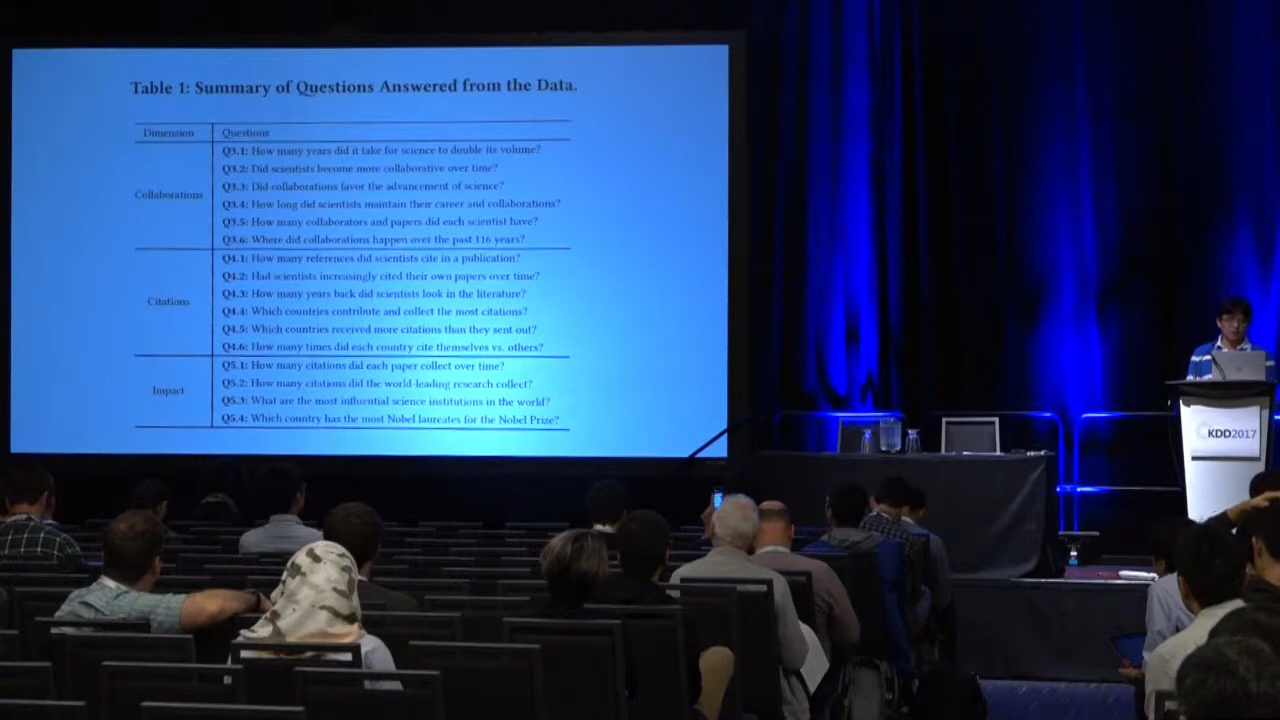 Table 1: Summary of Questions Answered from the Data.
Dimension Questions
Collaborations
Q3.1: How many years did it take for science to double its volume?
Q3.2: Did scientists become more collaborative over time?
Q3.3: Did collaborations favor the advancement of science?
Q3.4: How long did scientists maintain their career and collaborations?
Q3.5: How many collaborators and papers did each scientist have?
Q3.6: Where did collaborations happen over the past 116 years?
Citations
Q4.1: How many references did scientists cite in a publication?
Q4.2: Had scientists increasingly cited their own papers over time?
Q4.3: How many years back did scientists look in the literature?
Q4.4: Which countries contribute and collect the most citations?
Q4.5: Which countries received more citations than they sent out?
Q4.6: How many times did each country cite themselves vs. others?
Impact
Q5.1: How many citations did each paper collect over time?
Q5.2: How many citations did the world-leading research collect?
Q5.3: What are the most influential science institutions in the world?
Q5.4: Which country has the most Nobel laureates for the Nobel Prize?
KDD2017